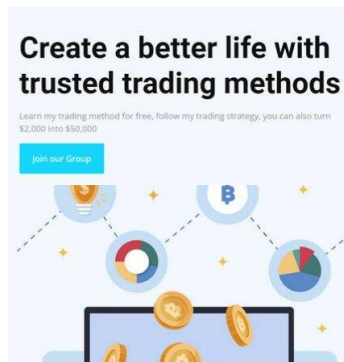 Create a better life with
trusted trading methods
Learn my trading method for free, follow my trading strategy, you can also turn
$2,000 into $50,000
Join our Group